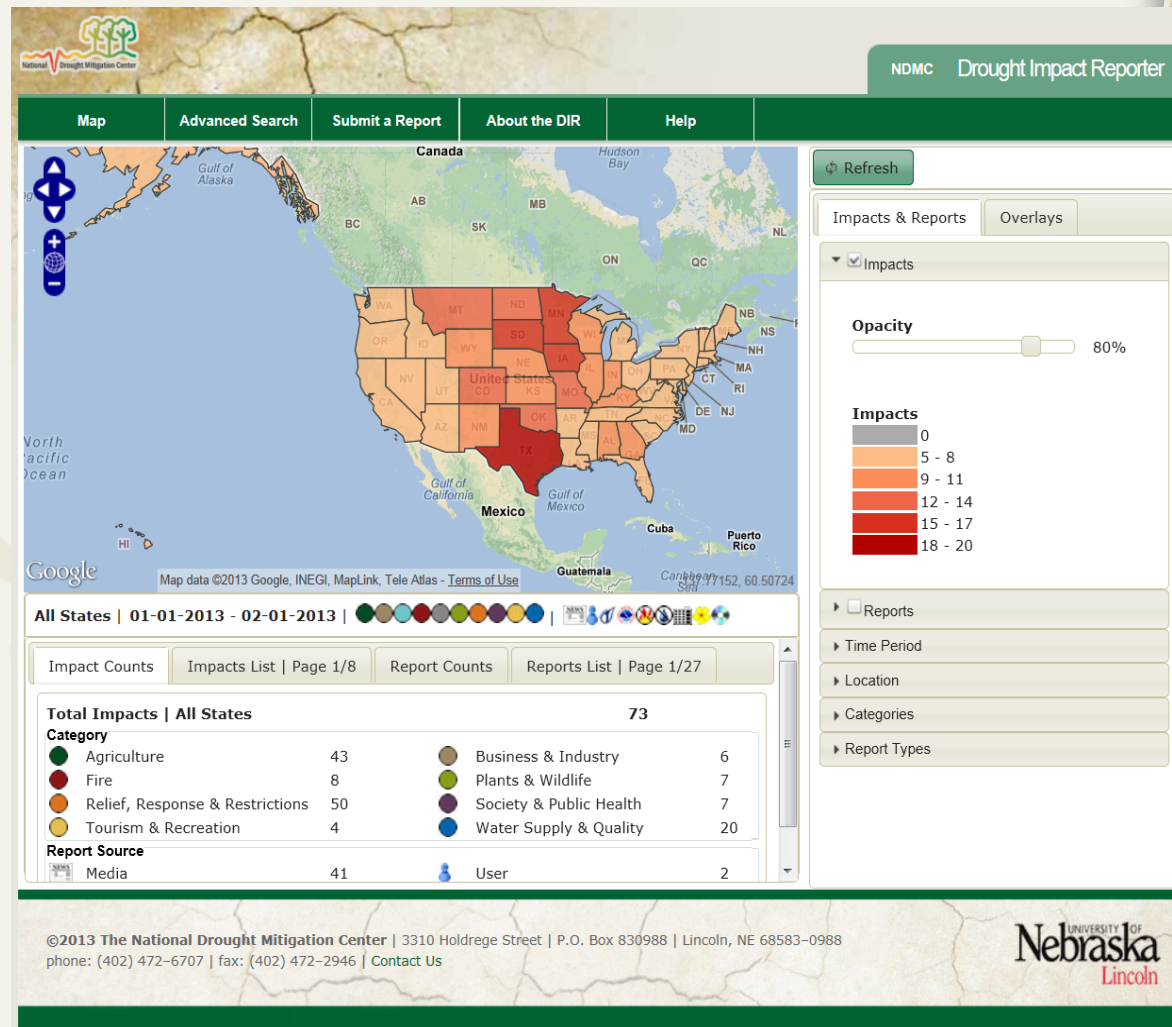 National Drought Mitigation Center
NDMC Drought Impact Reporter
Map Advanced Search Submit a Report About the DIR Help
Canada
Hudson Bay
Gulf of Alaska
AB
MB
BC
SK
NL
ON
QC
WA
MT
ND
MN
NB
NS
OR
ID
SD
WI
NH
WY
NY
MA
NE
IA
PA
CT
RI
NV
UT
United States
CO
KS
MO
IL
IN
OH
DE NJ
CA
KY
MD
AZ
NM
OK
AR
TN
NC
TX
MS
AL
GA
North Pacific Ocean
Gulf of California
Gulf of Mexico
Mexico
Cuba
Puerto Rico
HI
Guatemala
Caribbean Sea
Google
Map data ©2013 Google, INEGI, MapLink, Tele Atlas - Terms of Use
60.50724
Refresh
Impacts & Reports Overlays
Impacts
Opacity
80%
Impacts
0
5 - 8
9 - 11
12 - 14
15 - 17
18 - 20
Reports
Time Period
Location
Categories
Report Types
All States | 01-01-2013 - 02-01-2013 | |
Impact Counts Impacts List | Page 1/8 Report Counts Reports List | Page 1/27
Total Impacts | All States 73
Category
Agriculture 43 Business & Industry 6
Fire 8 Plants & Wildlife 7
Relief, Response & Restrictions 50 Society & Public Health 7
Tourism & Recreation 4 Water Supply & Quality 20
Report Source
NEWS Media 41 User 2
©2013 The National Drought Mitigation Center | 3310 Holdrege Street | P.O. Box 830988 | Lincoln, NE 68583–0988
phone: (402) 472–6707 | fax: (402) 472–2946 | Contact Us
UNIVERSITY OF
Nebraska
Lincoln